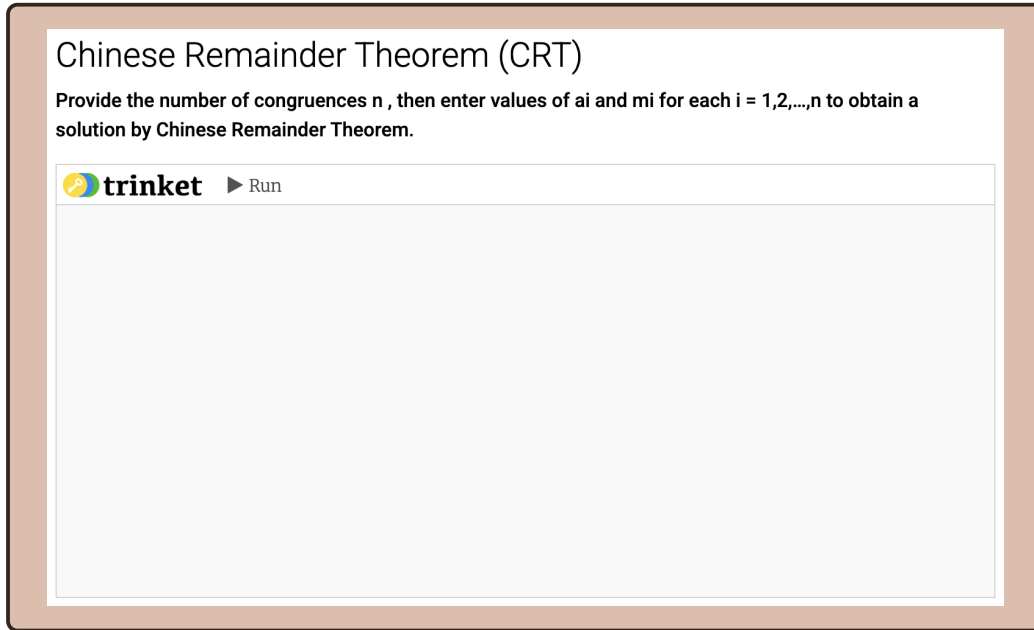 Chinese Remainder Theorem (CRT)
Provide the number of congruences n , then enter values of ai and mi for each i = 1,2,...,n to obtain a
solution by Chinese Remainder Theorem.
trinket Run